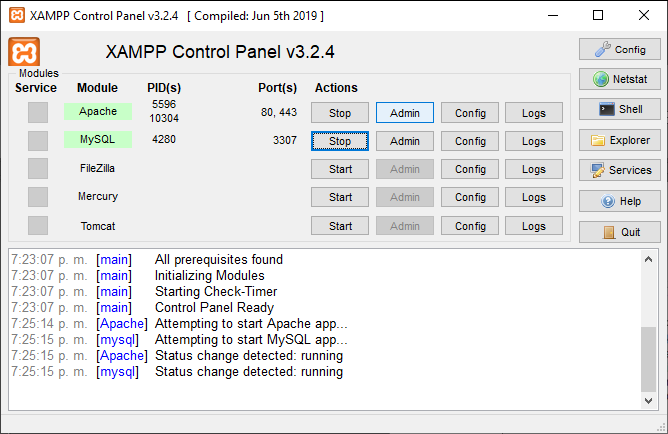 XAMPP Control Panel v3.2.4 [ Compiled: Jun 5th 2019 ]
XAMPP Control Panel v3.2.4
Config
Modules
Service Module PID(s) Port(s) Actions
Netstat
Apache 5596 10304 80, 443 Stop Admin Config Logs
Shell
MySQL 4280 3307 Stop Admin Config Logs
Explorer
FileZilla Start Admin Config Logs
Services
Mercury Start Admin Config Logs
Help
Tomcat Start Admin Config Logs
Quit
7:23:07 p. m. [main] All prerequisites found
7:23:07 p. m. [main] Initializing Modules
7:23:07 p. m. [main] Starting Check-Timer
7:23:07 p. m. [main] Control Panel Ready
7:25:14 p. m. [Apache] Attempting to start Apache app...
7:25:15 p. m. [mysql] Attempting to start MySQL app...
7:25:15 p. m. [Apache] Status change detected: running
7:25:15 p. m. [mysql] Status change detected: running